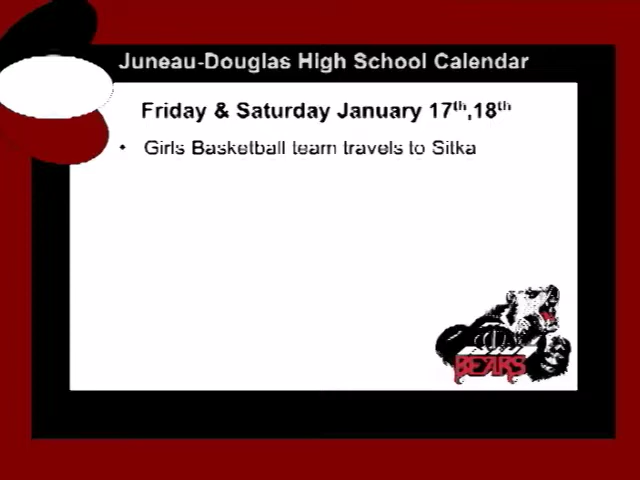 Juneau-Douglas High School Calendar
Friday & Saturday January 17th,18th
• Girls Basketball team travels to Sitka
BEARS